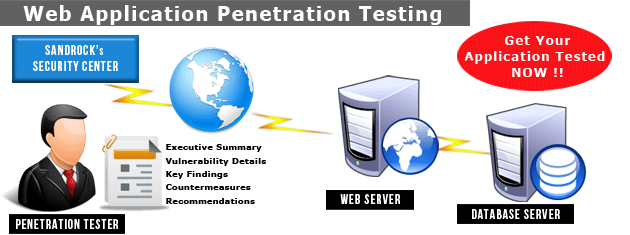 Web Application Penetration Testing
SANDROCK's
SECURITY CENTER
Get Your
Application Tested
NOW !!
Executive Summary
Vulnerability Details
Key Findings
Countermeasures
Recommendations
PENETRATION TESTER
WEB SERVER
DATABASE SERVER